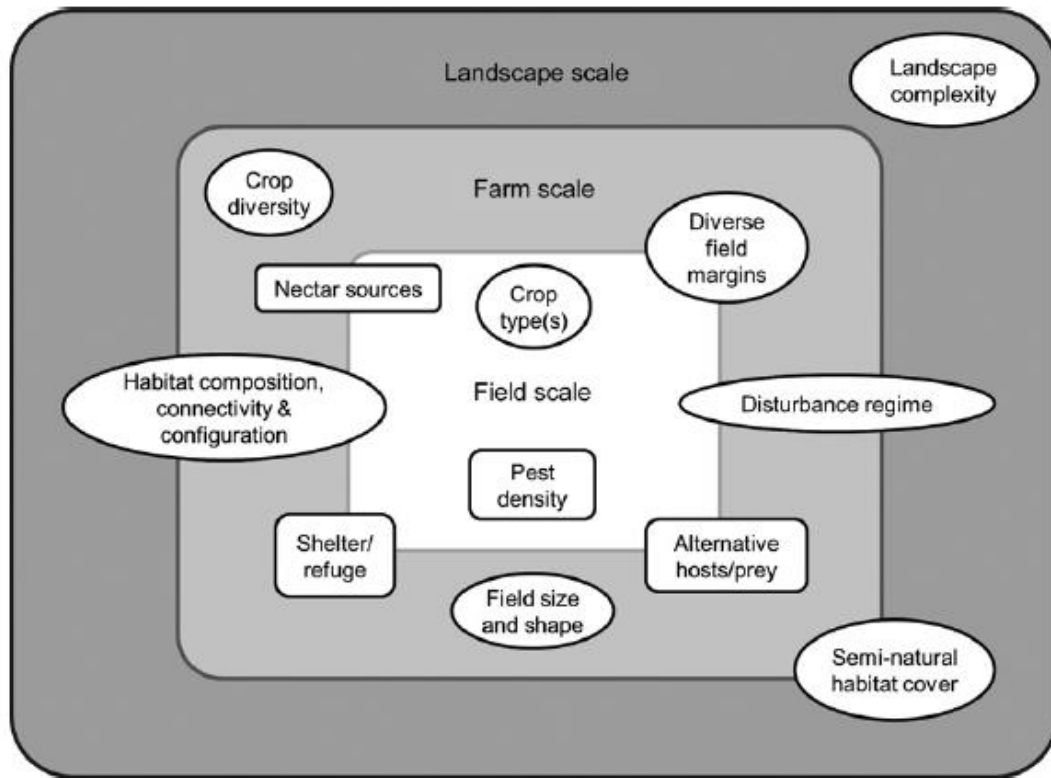 Landscape scale
Landscape
complexity
Farm scale
Crop
diversity
Diverse
field
margins
Nectar sources
Crop
type(s)
Habitat composition,
connectivity &
configuration
Field scale
Disturbance regime
Pest
density
Shelter/
refuge
Alternative
hosts/prey
Field size
and shape
Semi-natural
habitat cover